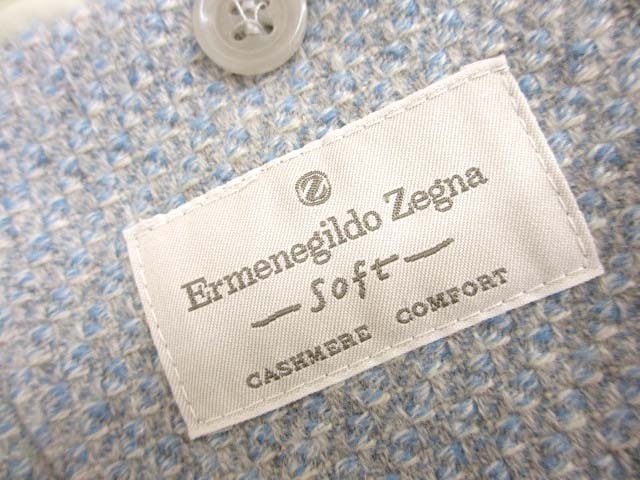 Z
Ermenegildo Zegna
— Soft —
CASHMERE COMFORT